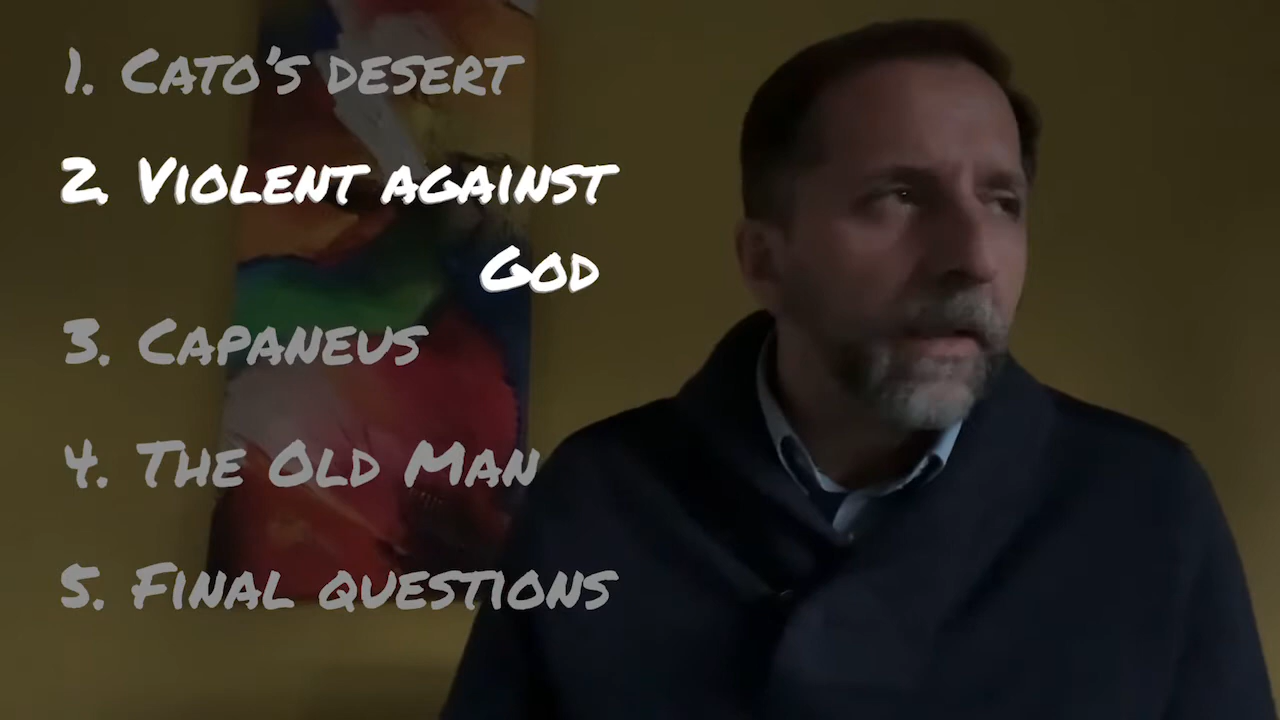 1. Cato's desert
2. Violent against
God
3. Capaneus
4. The Old Man
5. Final questions